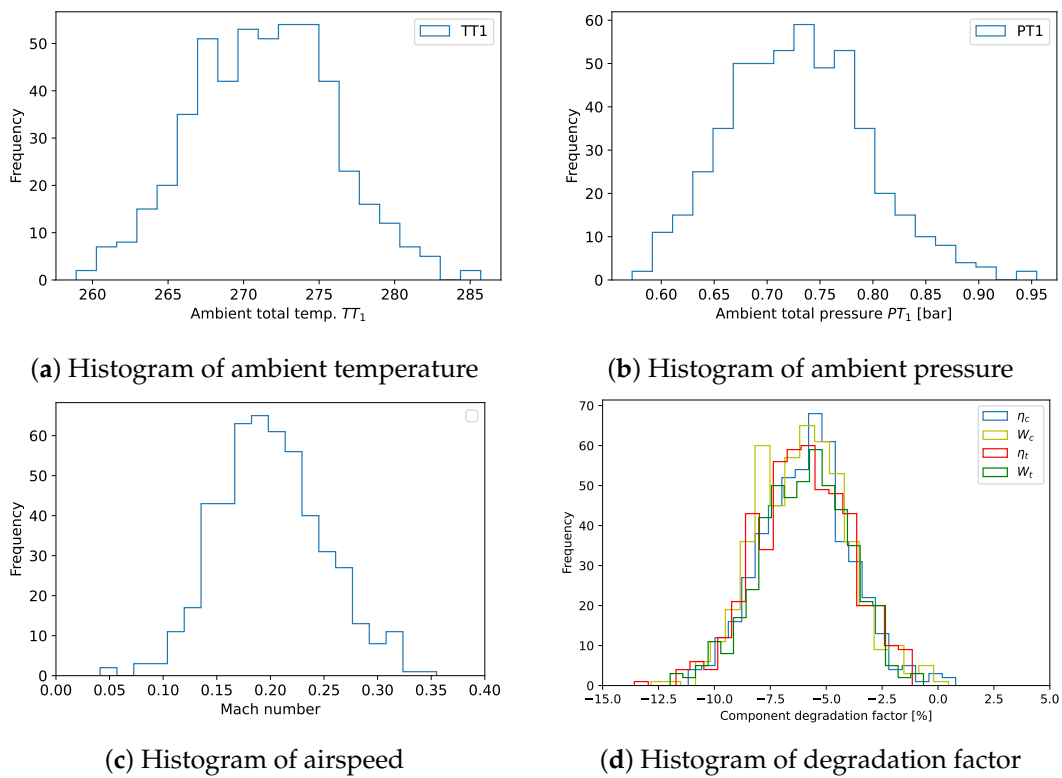 TT1
50
40
30
20
10
0
Frequency
260 265 270 275 280 285
Ambient total temp. TT₁
(a) Histogram of ambient temperature
PT1
60
50
40
30
20
10
0
Frequency
0.60 0.65 0.70 0.75 0.80 0.85 0.90 0.95
Ambient total pressure PT₁ [bar]
(b) Histogram of ambient pressure
60
50
40
30
20
10
0
Frequency
0.00 0.05 0.10 0.15 0.20 0.25 0.30 0.35 0.40
Mach number
(c) Histogram of airspeed
η_c
W_c
η_t
W_t
70
60
50
40
30
20
10
0
Frequency
−15.0 −12.5 −10.0 −7.5 −5.0 −2.5 0.0 2.5 5.0
Component degradation factor [%]
(d) Histogram of degradation factor